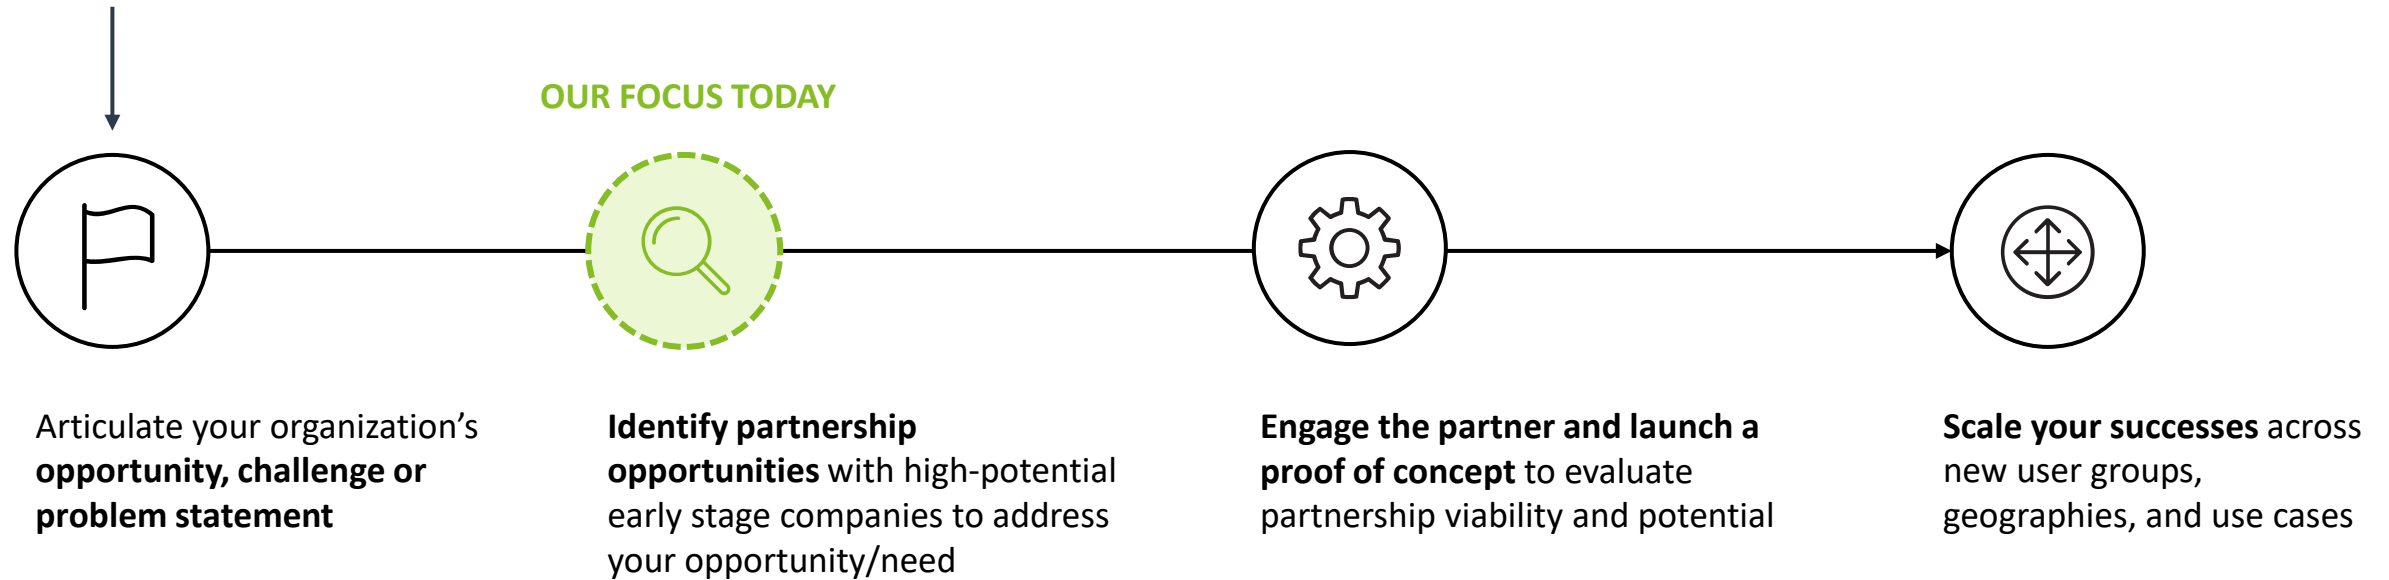 OUR FOCUS TODAY
Articulate your organization’s
opportunity, challenge or
problem statement
Identify partnership
opportunities with high-potential
early stage companies to address
your opportunity/need
Engage the partner and launch a
proof of concept to evaluate
partnership viability and potential
Scale your successes across
new user groups,
geographies, and use cases